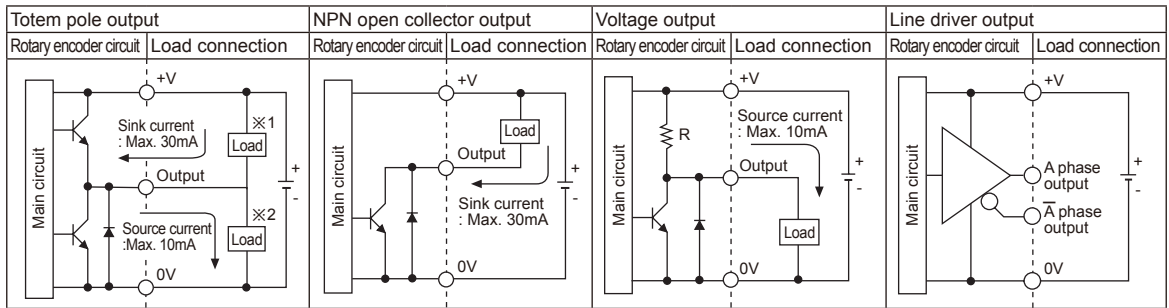 Totem pole output
NPN open collector output
Voltage output
Line driver output
Rotary encoder circuit
Load connection
Rotary encoder circuit
Load connection
Rotary encoder circuit
Load connection
Rotary encoder circuit
Load connection
Main circuit
+V
Sink current
: Max. 30mA
※1
Load
Output
+
-
※2
Source current
:Max. 10mA
Load
0V
Main circuit
+V
Load
Output
+
-
Sink current
: Max. 30mA
0V
Main circuit
+V
Source current
: Max. 10mA
R
Output
+
-
Load
0V
Main circuit
+V
A phase
output
+
-
A̅ phase
output
0V